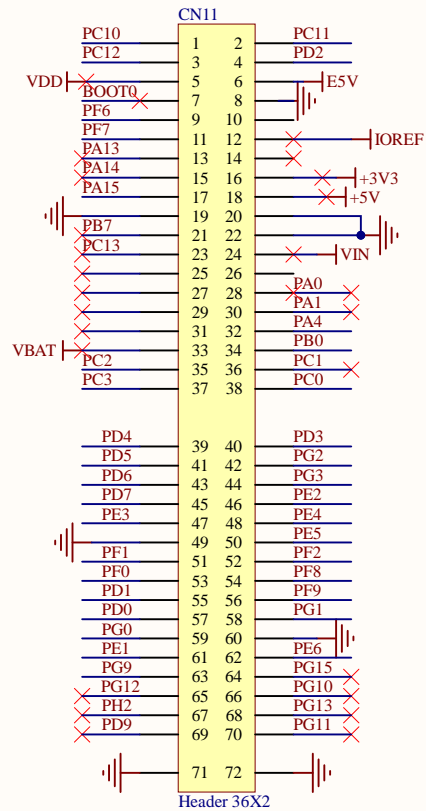 CN11
PC10 1 2 PC11
PC12 3 4 PD2
VDD 5 6 E5V
BOOT0 7 8
PF6 9 10
PF7 11 12 IOREF
PA13 13 14
PA14 15 16 +3V3
PA15 17 18 +5V
19 20
PB7 21 22
PC13 23 24 VIN
25 26
27 28 PA0
29 30 PA1
31 32 PA4
VBAT 33 34 PB0
PC2 35 36 PC1
PC3 37 38 PC0
PD4 39 40 PD3
PD5 41 42 PG2
PD6 43 44 PG3
PD7 45 46 PE2
PE3 47 48 PE4
49 50 PE5
PF1 51 52 PF2
PF0 53 54 PF8
PD1 55 56 PF9
PD0 57 58 PG1
PG0 59 60
PE1 61 62 PE6
PG9 63 64 PG15
PG12 65 66 PG10
PH2 67 68 PG13
PD9 69 70 PG11
71 72
Header 36X2